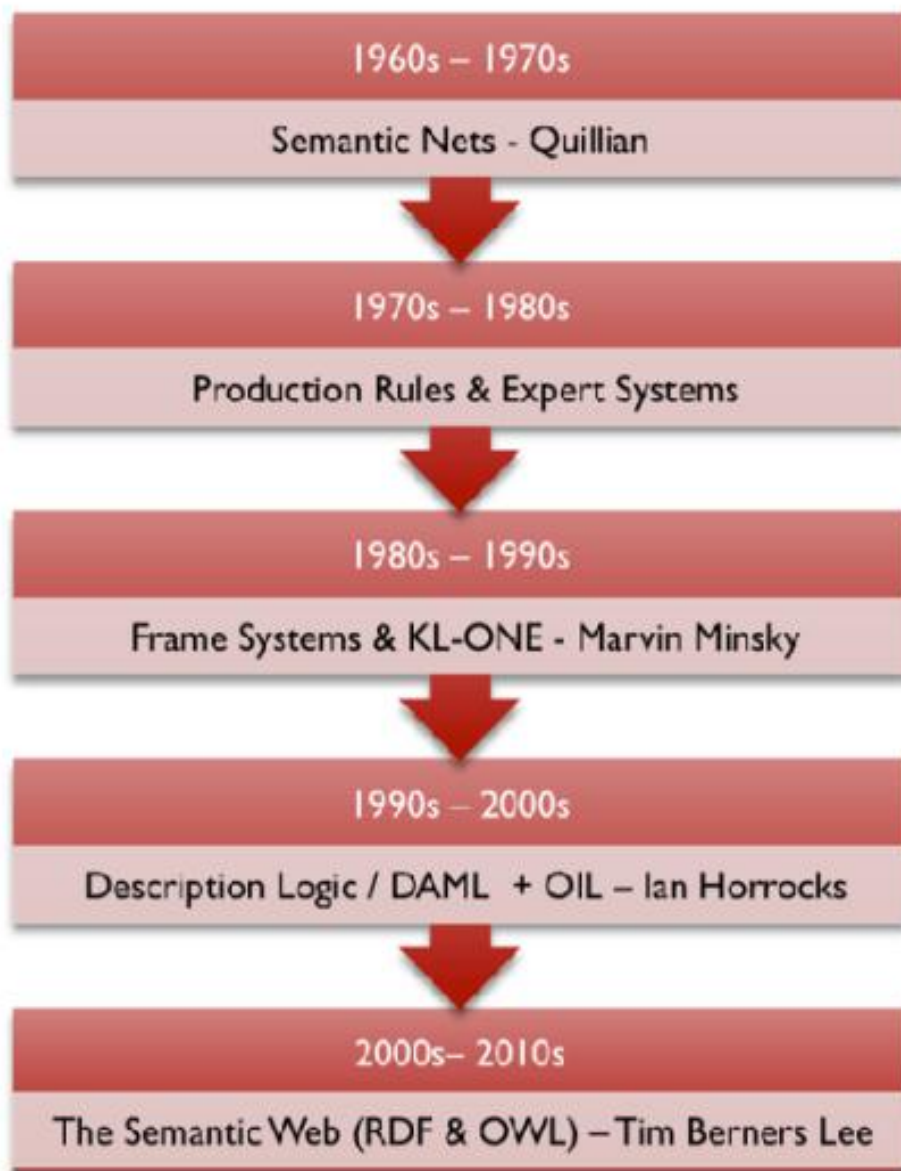 1960s – 1970s
Semantic Nets - Quillian
1970s – 1980s
Production Rules & Expert Systems
1980s – 1990s
Frame Systems & KL-ONE - Marvin Minsky
1990s – 2000s
Description Logic / DAML + OIL – Ian Horrocks
2000s– 2010s
The Semantic Web (RDF & OWL) – Tim Berners Lee